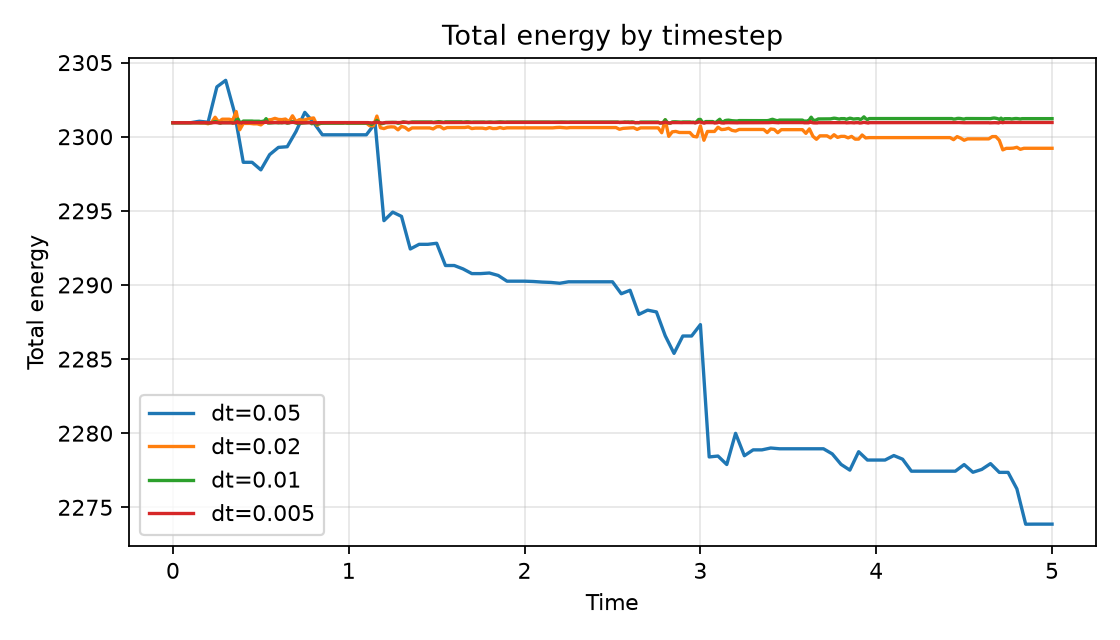 Total energy by timestep
Total energy
2305
2300
2295
2290
2285
2280
2275
dt=0.05
dt=0.02
dt=0.01
dt=0.005
0 1 2 3 4 5
Time